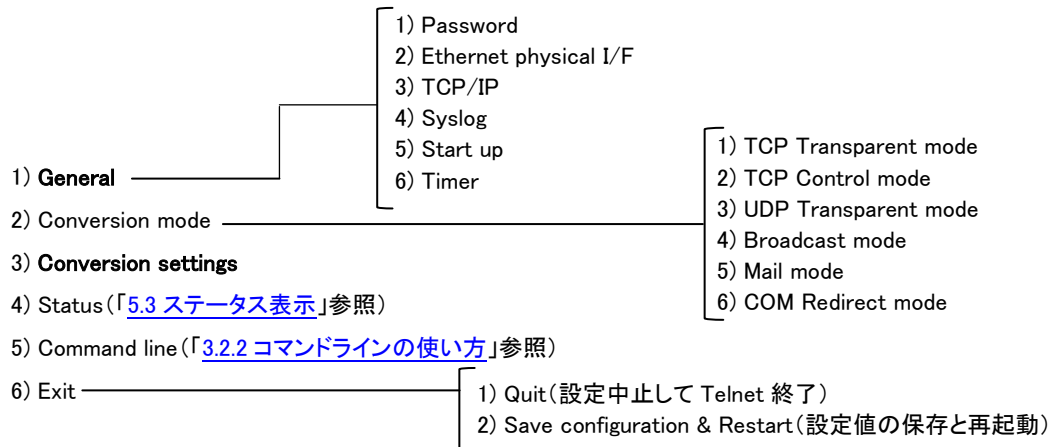 1) Password
2) Ethernet physical I/F
3) TCP/IP
4) Syslog
5) Start up
6) Timer
1) General
2) Conversion mode
1) TCP Transparent mode
2) TCP Control mode
3) UDP Transparent mode
4) Broadcast mode
5) Mail mode
6) COM Redirect mode
3) Conversion settings
4) Status(「5.3 ステータス表示」参照)
5) Command line(「3.2.2 コマンドラインの使い方」参照)
6) Exit
1) Quit(設定中止して Telnet 終了)
2) Save configuration & Restart(設定値の保存と再起動)